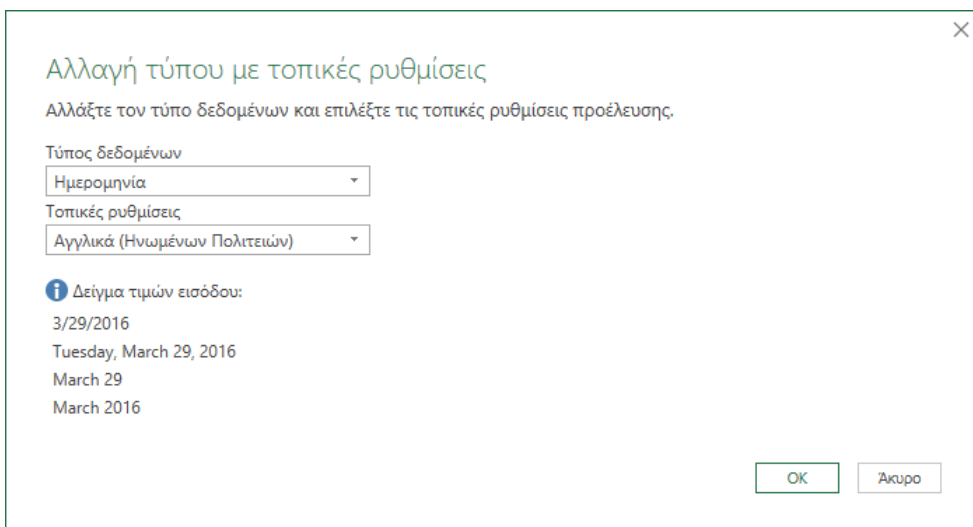 Αλλαγή τύπου με τοπικές ρυθμίσεις
Αλλάξτε τον τύπο δεδομένων και επιλέξτε τις τοπικές ρυθμίσεις προέλευσης.
Τύπος δεδομένων
Ημερομηνία
Τοπικές ρυθμίσεις
Αγγλικά (Ηνωμένων Πολιτειών)
Δείγμα τιμών εισόδου:
3/29/2016
Tuesday, March 29, 2016
March 29
March 2016
OK Άκυρο